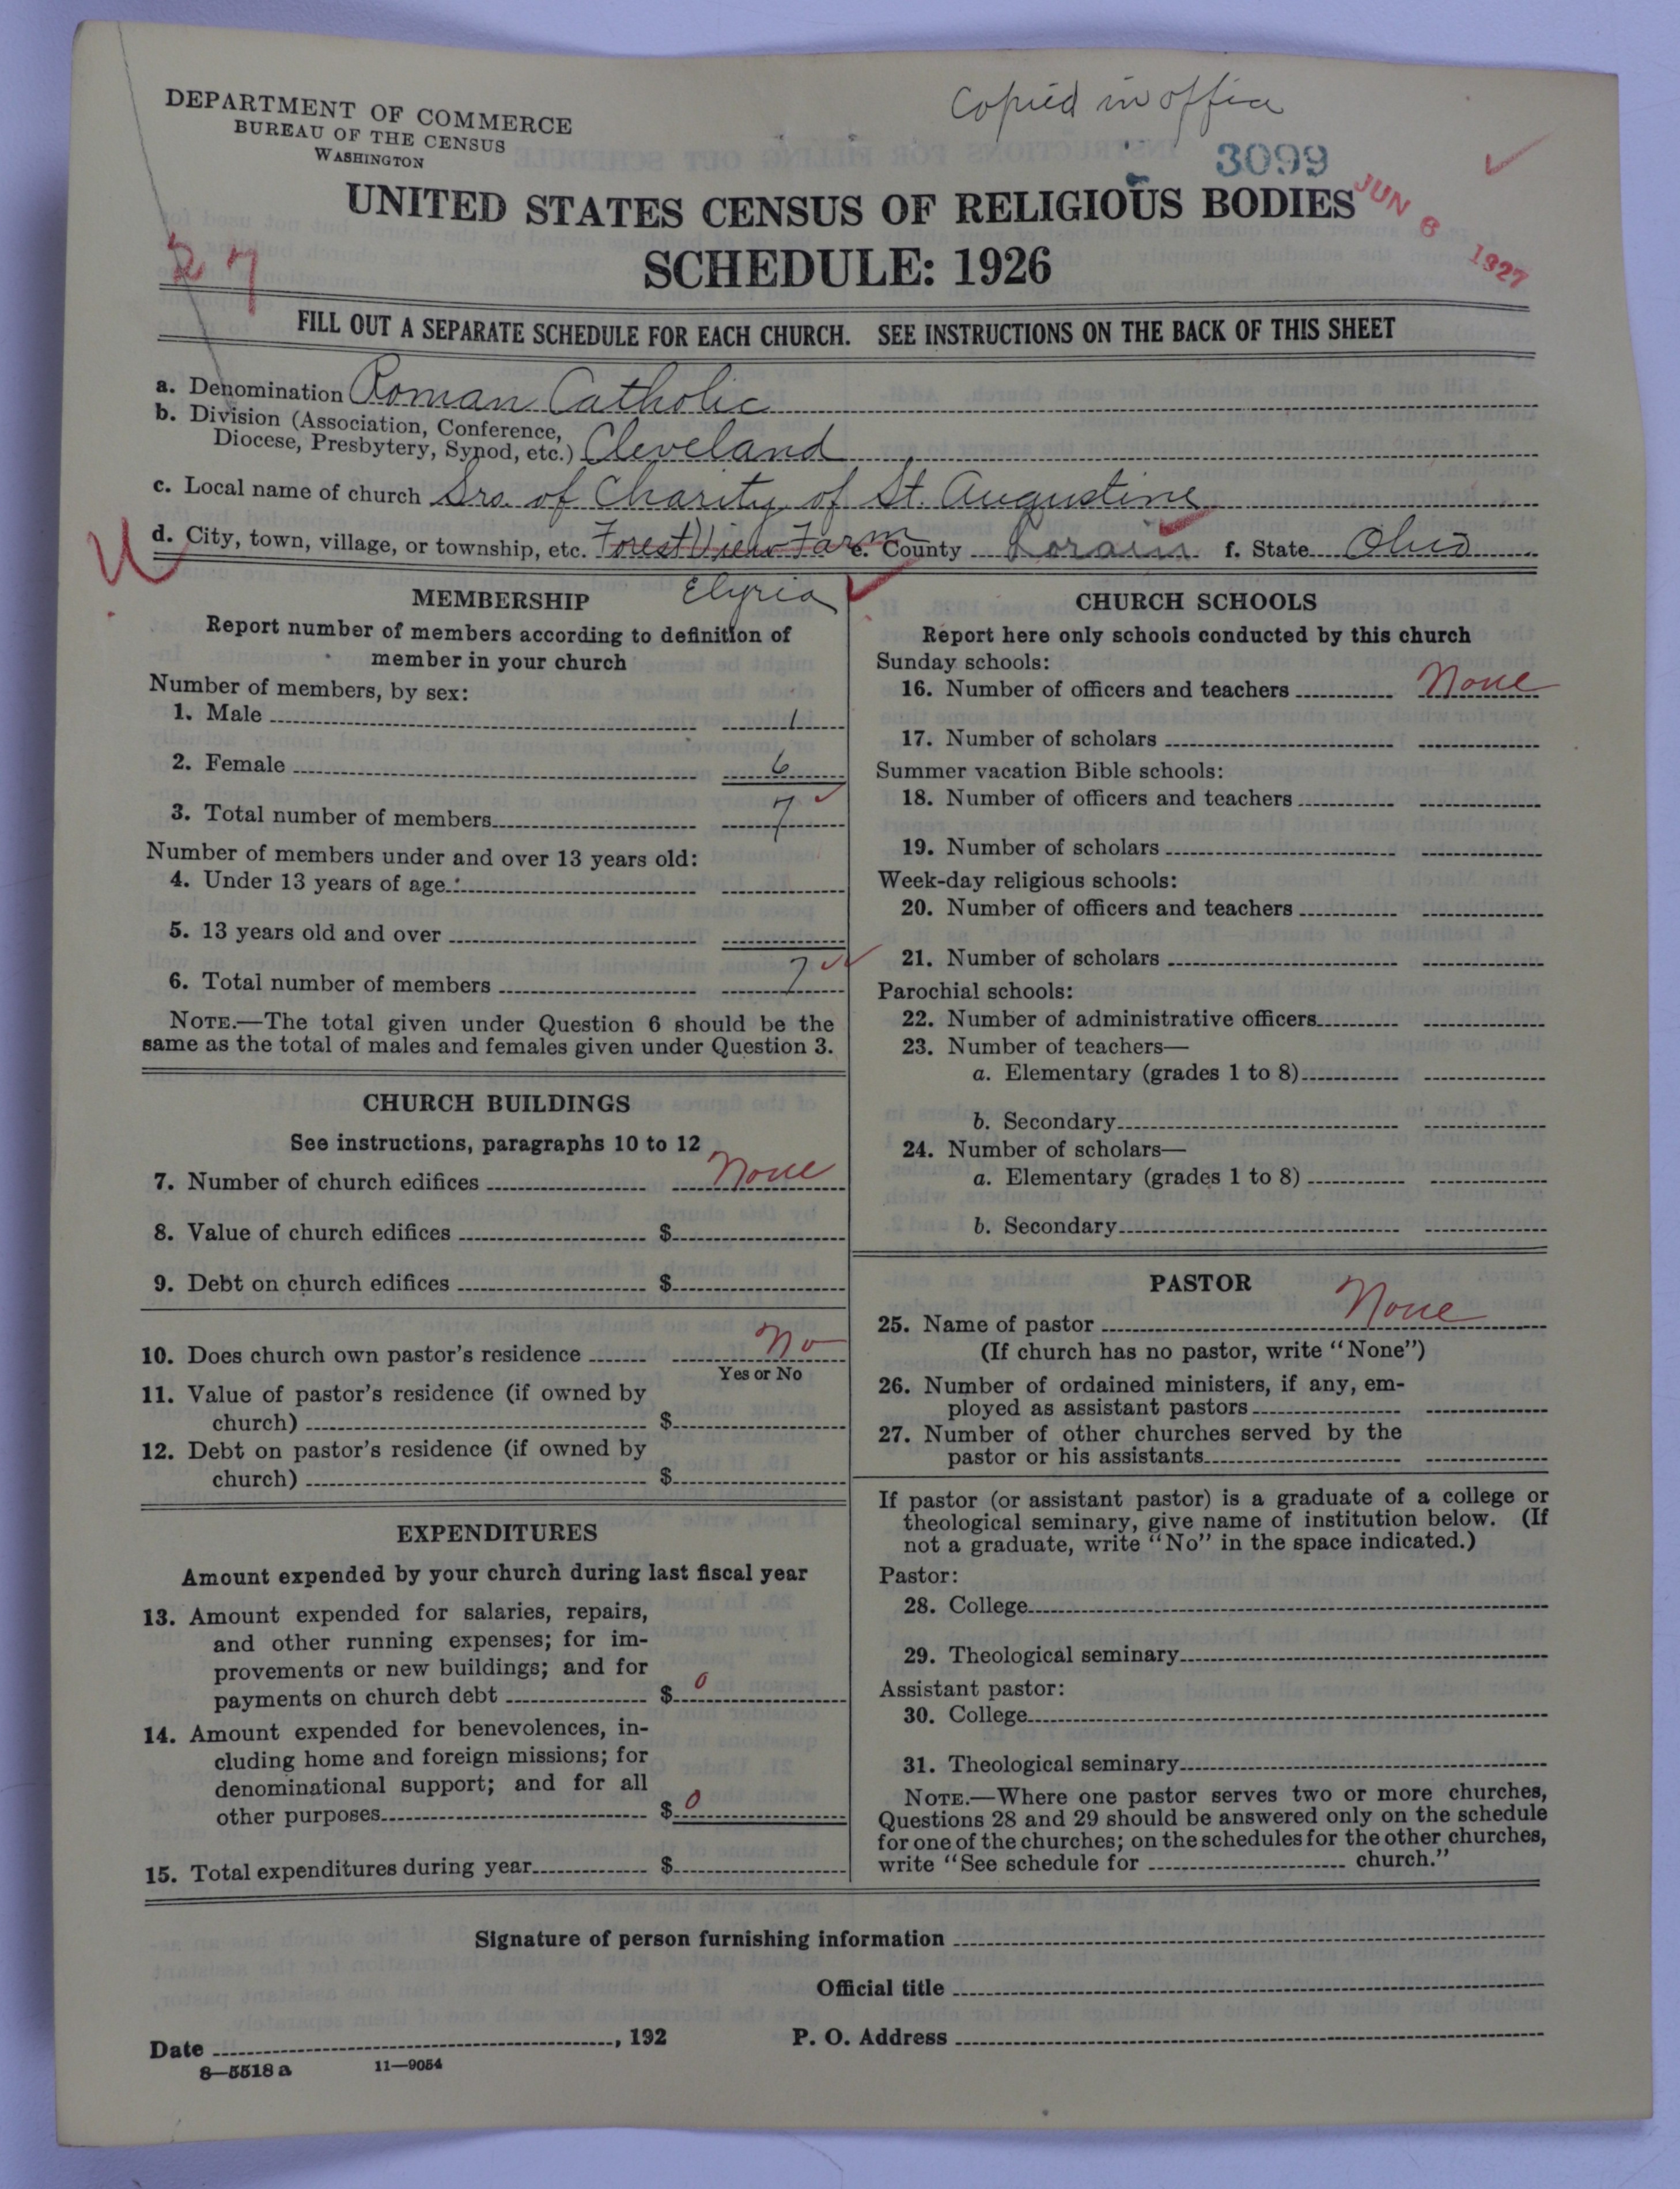 Copied in office
DEPARTMENT OF COMMERCE
BUREAU OF THE CENSUS
WASHINGTON
3099
JUN 6 1927
UNITED STATES CENSUS OF RELIGIOUS BODIES
SCHEDULE: 1926
27
FILL OUT A SEPARATE SCHEDULE FOR EACH CHURCH. SEE INSTRUCTIONS ON THE BACK OF THIS SHEET
a. Denomination Roman Catholic
b. Division (Association, Conference,
Diocese, Presbytery, Synod, etc.) Cleveland
c. Local name of church Srs. of Charity of St. Augustine
d. City, town, village, or township, etc. Forest View Farm e. County Lorain f. State Ohio
U
Elyria
MEMBERSHIP
Report number of members according to definition of
member in your church
Number of members, by sex:
1. Male 1
2. Female 6
3. Total number of members 7
Number of members under and over 13 years old:
4. Under 13 years of age
5. 13 years old and over
6. Total number of members 7
NOTE.—The total given under Question 6 should be the
same as the total of males and females given under Question 3.
CHURCH BUILDINGS
See instructions, paragraphs 10 to 12
7. Number of church edifices None
8. Value of church edifices $
9. Debt on church edifices $
10. Does church own pastor's residence No
Yes or No
11. Value of pastor's residence (if owned by
church) $
12. Debt on pastor's residence (if owned by
church) $
EXPENDITURES
Amount expended by your church during last fiscal year
13. Amount expended for salaries, repairs,
and other running expenses; for im-
provements or new buildings; and for
payments on church debt $ 0
14. Amount expended for benevolences, in-
cluding home and foreign missions; for
denominational support; and for all
other purposes $ 0
15. Total expenditures during year $
CHURCH SCHOOLS
Report here only schools conducted by this church
Sunday schools:
16. Number of officers and teachers None
17. Number of scholars
Summer vacation Bible schools:
18. Number of officers and teachers
19. Number of scholars
Week-day religious schools:
20. Number of officers and teachers
21. Number of scholars
Parochial schools:
22. Number of administrative officers
23. Number of teachers—
a. Elementary (grades 1 to 8)
b. Secondary
24. Number of scholars—
a. Elementary (grades 1 to 8)
b. Secondary
PASTOR
25. Name of pastor None
(If church has no pastor, write "None")
26. Number of ordained ministers, if any, em-
ployed as assistant pastors
27. Number of other churches served by the
pastor or his assistants
If pastor (or assistant pastor) is a graduate of a college or
theological seminary, give name of institution below. (If
not a graduate, write "No" in the space indicated.)
Pastor:
28. College
29. Theological seminary
Assistant pastor:
30. College
31. Theological seminary
NOTE.—Where one pastor serves two or more churches,
Questions 28 and 29 should be answered only on the schedule
for one of the churches; on the schedules for the other churches,
write "See schedule for church."
Signature of person furnishing information
Official title
Date , 192 P. O. Address
8—5518 a 11—9054